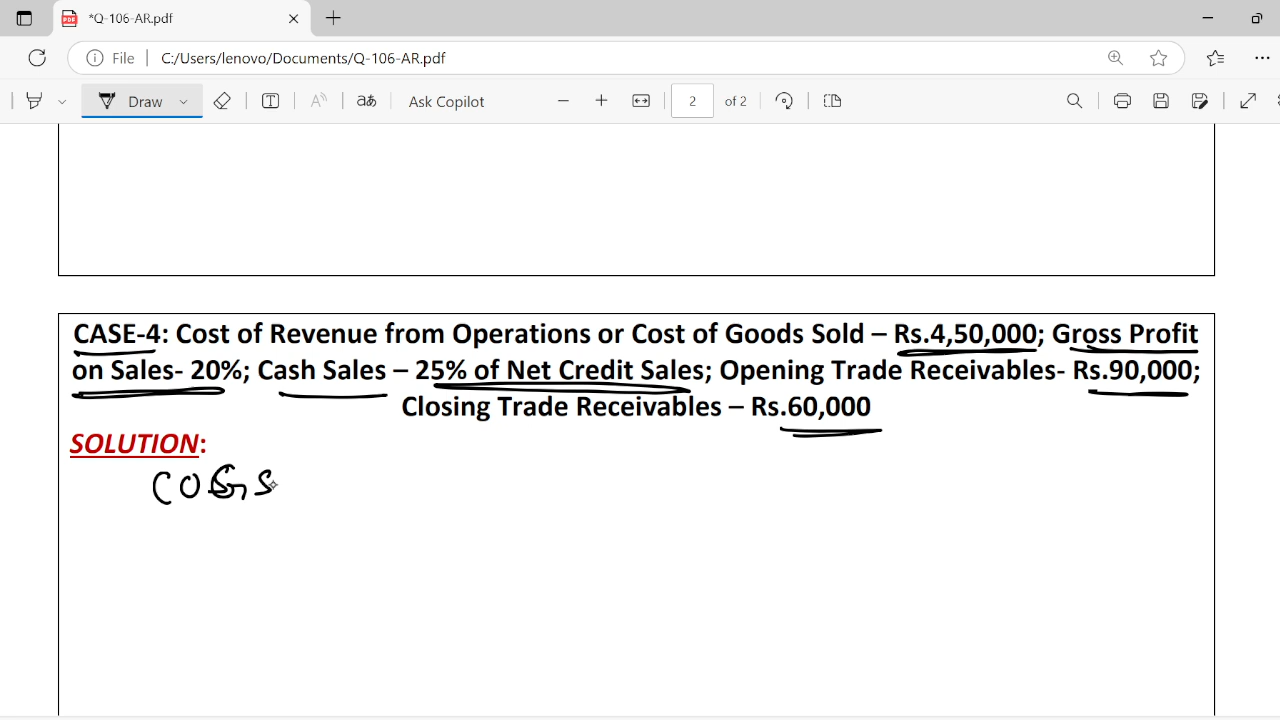 *Q-106-AR.pdf
File | C:/Users/lenovo/Documents/Q-106-AR.pdf
Draw aあ Ask Copilot 2 of 2
CASE-4: Cost of Revenue from Operations or Cost of Goods Sold – Rs.4,50,000; Gross Profit
on Sales- 20%; Cash Sales – 25% of Net Credit Sales; Opening Trade Receivables- Rs.90,000;
Closing Trade Receivables – Rs.60,000
SOLUTION:
COGS